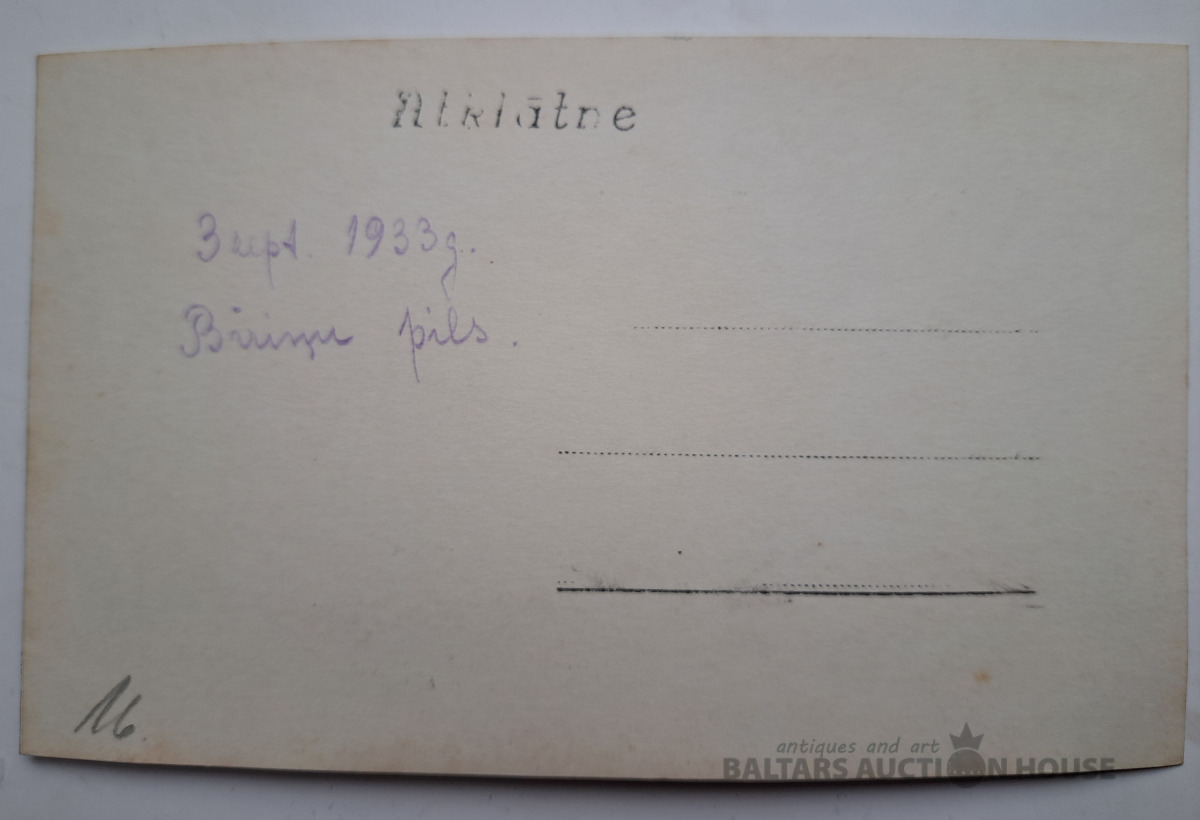 Atklātne
3 sept. 1933 g.
Bīriņu pils.
16.
antiques and art
BALTARS AUCTION HOUSE